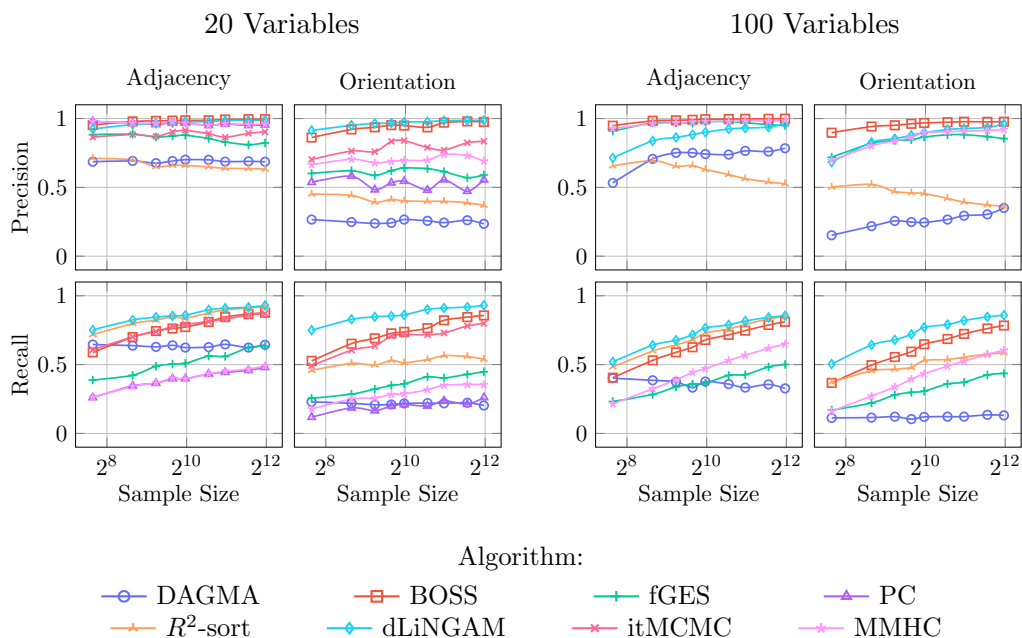 20 Variables 100 Variables
Adjacency Orientation Adjacency Orientation
1 1
Precision
0.5 0.5
0 0
1 1
Recall
0.5 0.5
0 0
2^8 2^10 2^12 2^8 2^10 2^12 2^8 2^10 2^12 2^8 2^10 2^12
Sample Size Sample Size Sample Size Sample Size
Algorithm:
DAGMA BOSS fGES PC
R²-sort dLiNGAM itMCMC MMHC